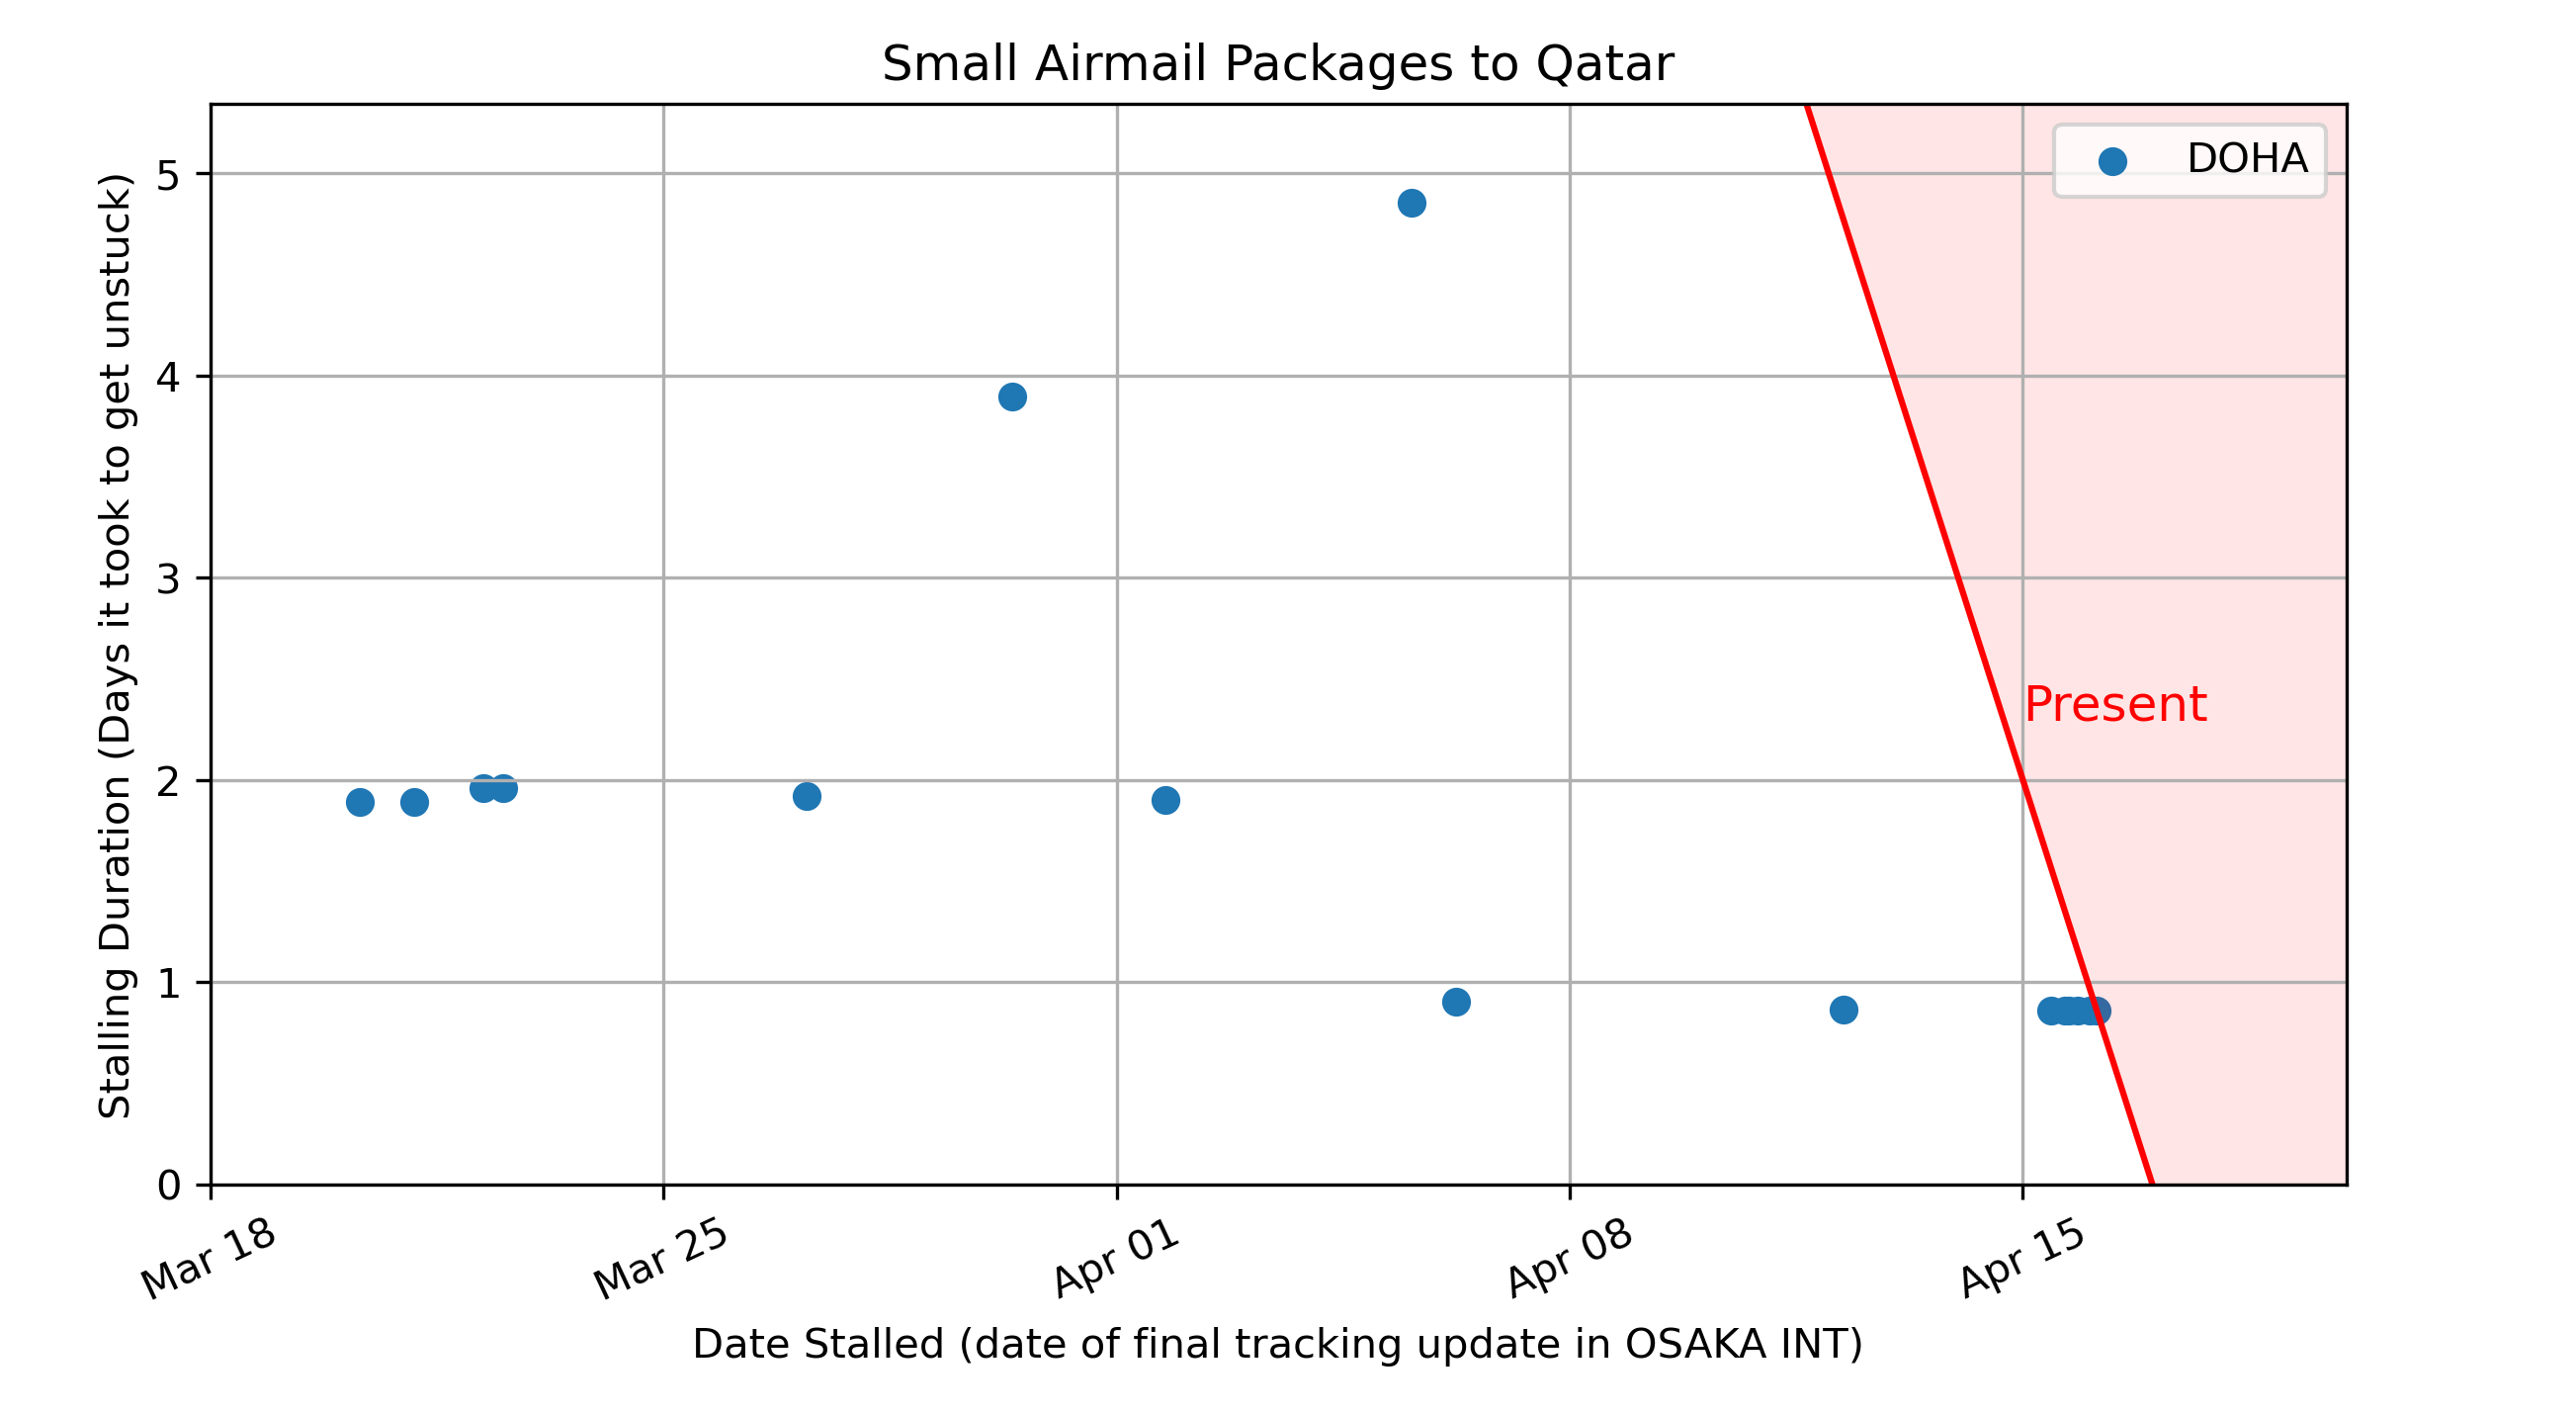 Small Airmail Packages to Qatar
DOHA
Present
Stalling Duration (Days it took to get unstuck)
5
4
3
2
1
0
Mar 18
Mar 25
Apr 01
Apr 08
Apr 15
Date Stalled (date of final tracking update in OSAKA INT)